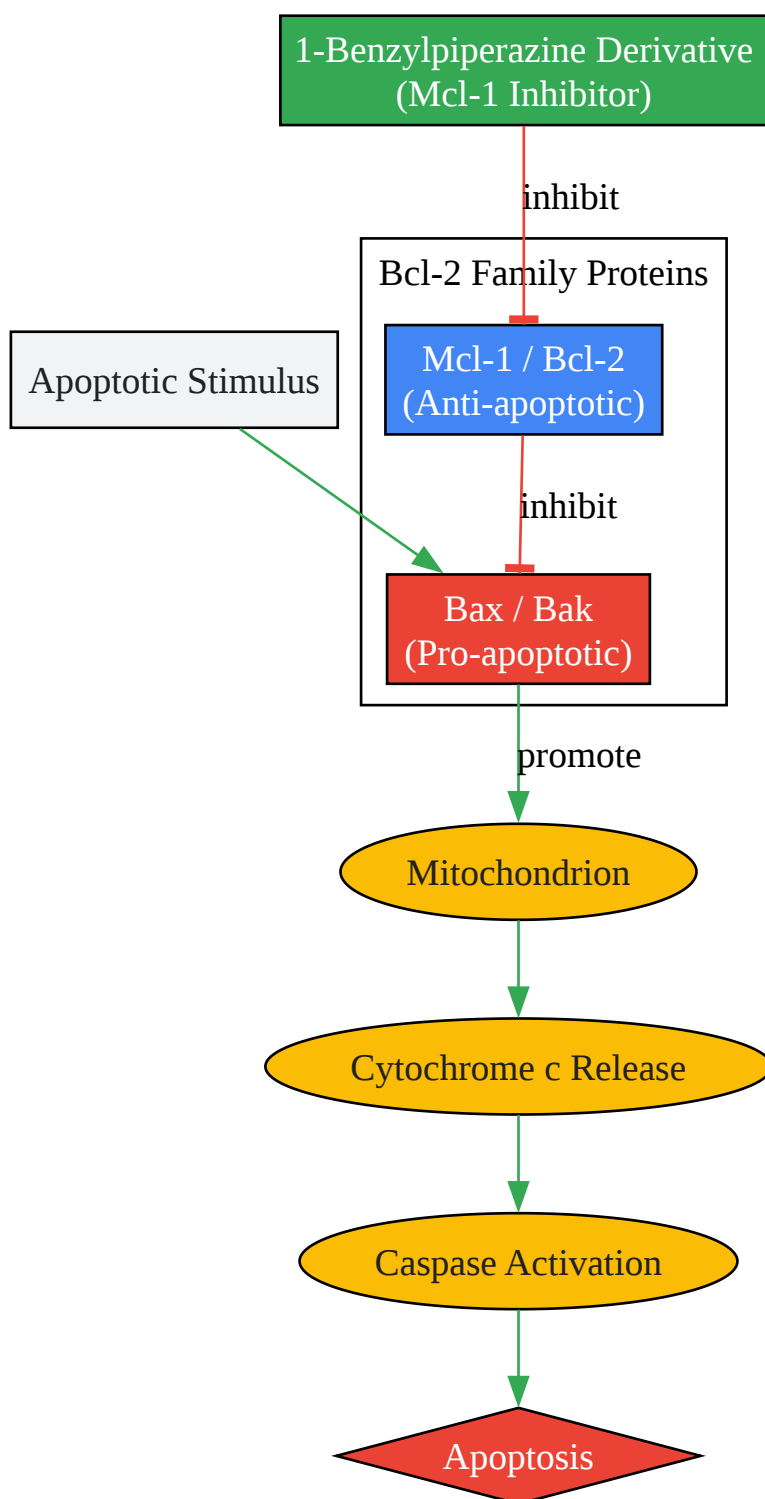 1-Benzylpiperazine Derivative
(Mcl-1 Inhibitor)
inhibit
Bcl-2 Family Proteins
Mcl-1 / Bcl-2
(Anti-apoptotic)
Apoptotic Stimulus
inhibit
Bax / Bak
(Pro-apoptotic)
promote
Mitochondrion
Cytochrome c Release
Caspase Activation
Apoptosis